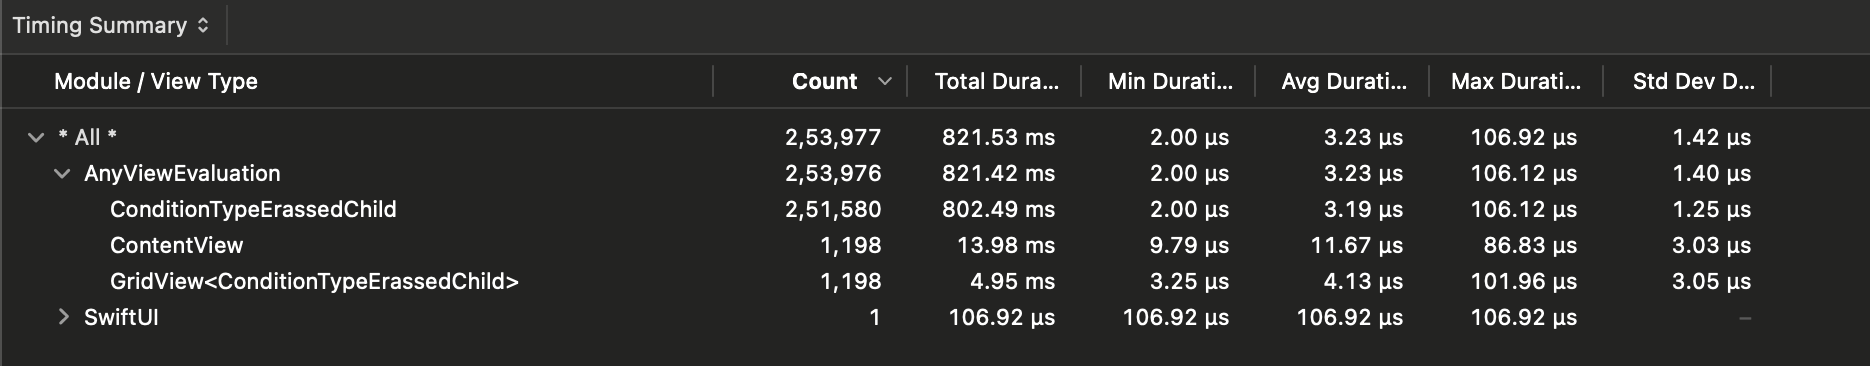 Timing Summary
Module / View Type Count Total Dura... Min Durati... Avg Durati... Max Durati... Std Dev D...
* All * 2,53,977 821.53 ms 2.00 µs 3.23 µs 106.92 µs 1.42 µs
AnyViewEvaluation 2,53,976 821.42 ms 2.00 µs 3.23 µs 106.12 µs 1.40 µs
ConditionTypeErassedChild 2,51,580 802.49 ms 2.00 µs 3.19 µs 106.12 µs 1.25 µs
ContentView 1,198 13.98 ms 9.79 µs 11.67 µs 86.83 µs 3.03 µs
GridView<ConditionTypeErassedChild> 1,198 4.95 ms 3.25 µs 4.13 µs 101.96 µs 3.05 µs
SwiftUI 1 106.92 µs 106.92 µs 106.92 µs 106.92 µs –